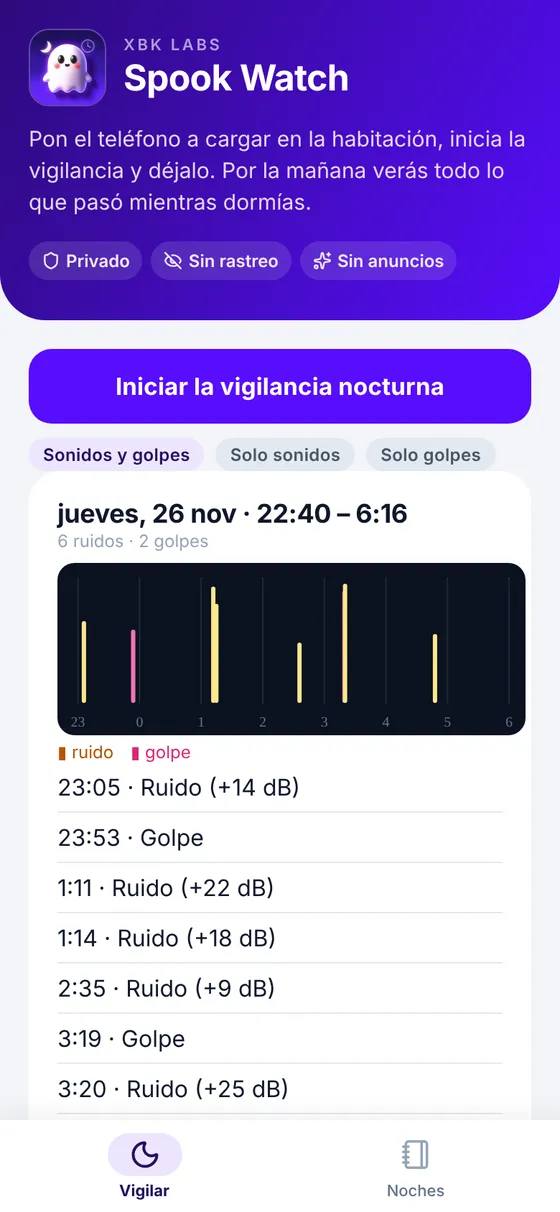 XBK LABS
Spook Watch
Pon el teléfono a cargar en la habitación, inicia la
vigilancia y déjalo. Por la mañana verás todo lo
que pasó mientras dormías.
Privado
Sin rastreo
Sin anuncios
Iniciar la vigilancia nocturna
Sonidos y golpes
Solo sonidos
Solo golpes
jueves, 26 nov · 22:40 – 6:16
6 ruidos · 2 golpes
23 0 1 2 3 4 5 6
ruido golpe
23:05 · Ruido (+14 dB)
23:53 · Golpe
1:11 · Ruido (+22 dB)
1:14 · Ruido (+18 dB)
2:35 · Ruido (+9 dB)
3:19 · Golpe
3:20 · Ruido (+25 dB)
Vigilar
Noches